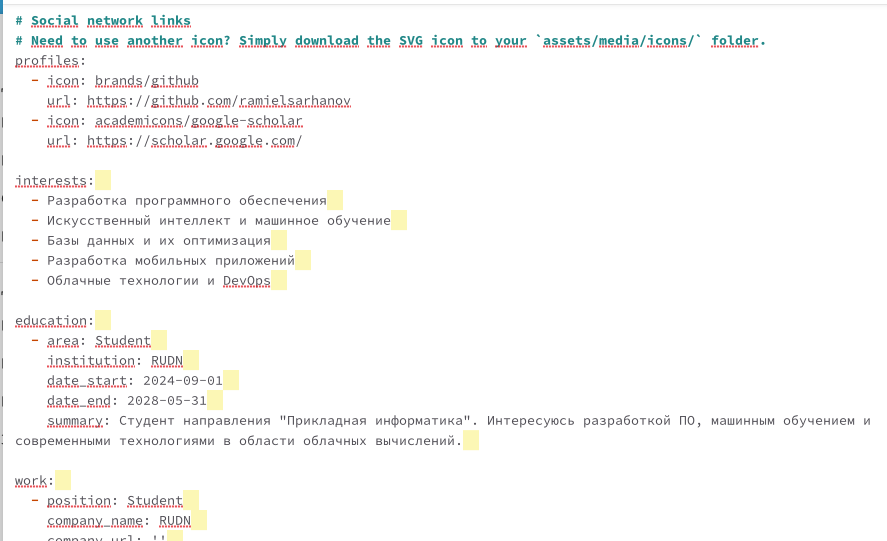 # Social network links
# Need to use another icon? Simply download the SVG icon to your `assets/media/icons/` folder.
profiles:
  - icon: brands/github
    url: https://github.com/ramielsarhanov
  - icon: academicons/google-scholar
    url: https://scholar.google.com/
interests:
  - Разработка программного обеспечения
  - Искусственный интеллект и машинное обучение
  - Базы данных и их оптимизация
  - Разработка мобильных приложений
  - Облачные технологии и DevOps
education:
  - area: Student
    institution: RUDN
    date_start: 2024-09-01
    date_end: 2028-05-31
    summary: Студент направления "Прикладная информатика". Интересуюсь разработкой ПО, машинным обучением и
современными технологиями в области облачных вычислений.
work:
  - position: Student
    company_name: RUDN
    company_url: ''